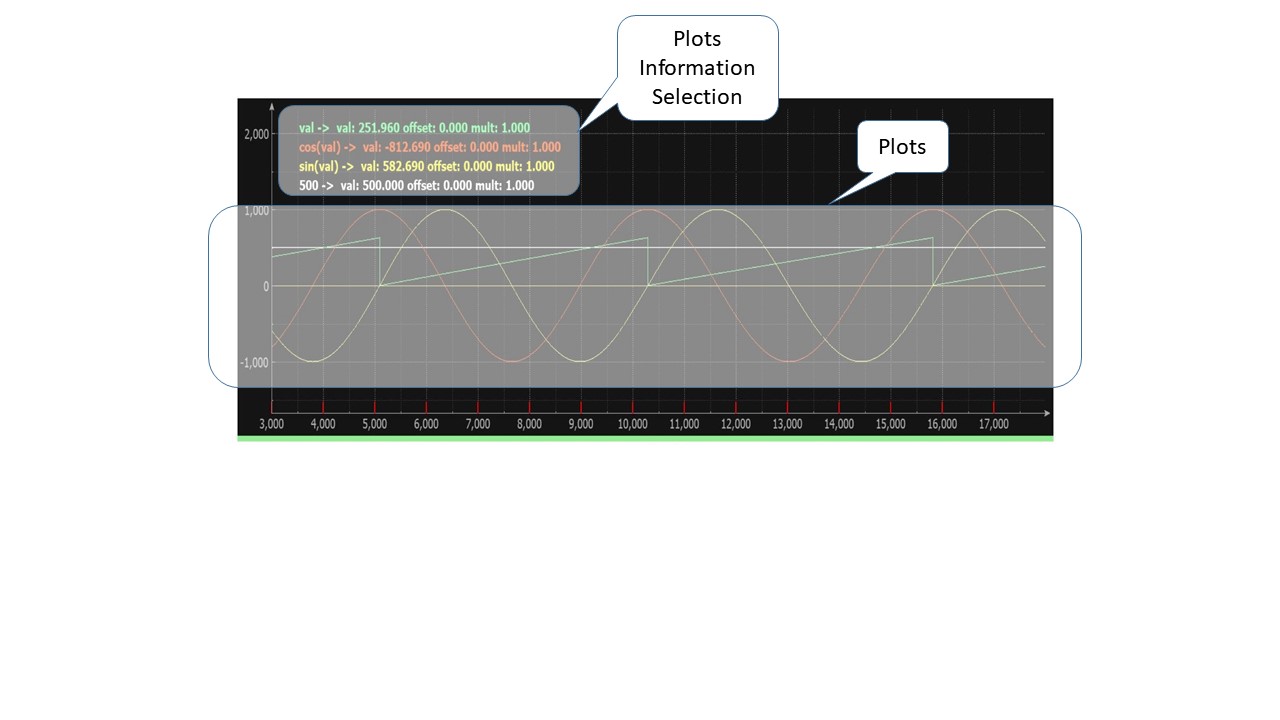 Plots
Information
Selection
Plots
val -> val: 251.960 offset: 0.000 mult: 1.000
cos(val) -> val: -812.690 offset: 0.000 mult: 1.000
sin(val) -> val: 582.690 offset: 0.000 mult: 1.000
500 -> val: 500.000 offset: 0.000 mult: 1.000
2,000
1,000
0
-1,000
3,000 4,000 5,000 6,000 7,000 8,000 9,000 10,000 11,000 12,000 13,000 14,000 15,000 16,000 17,000